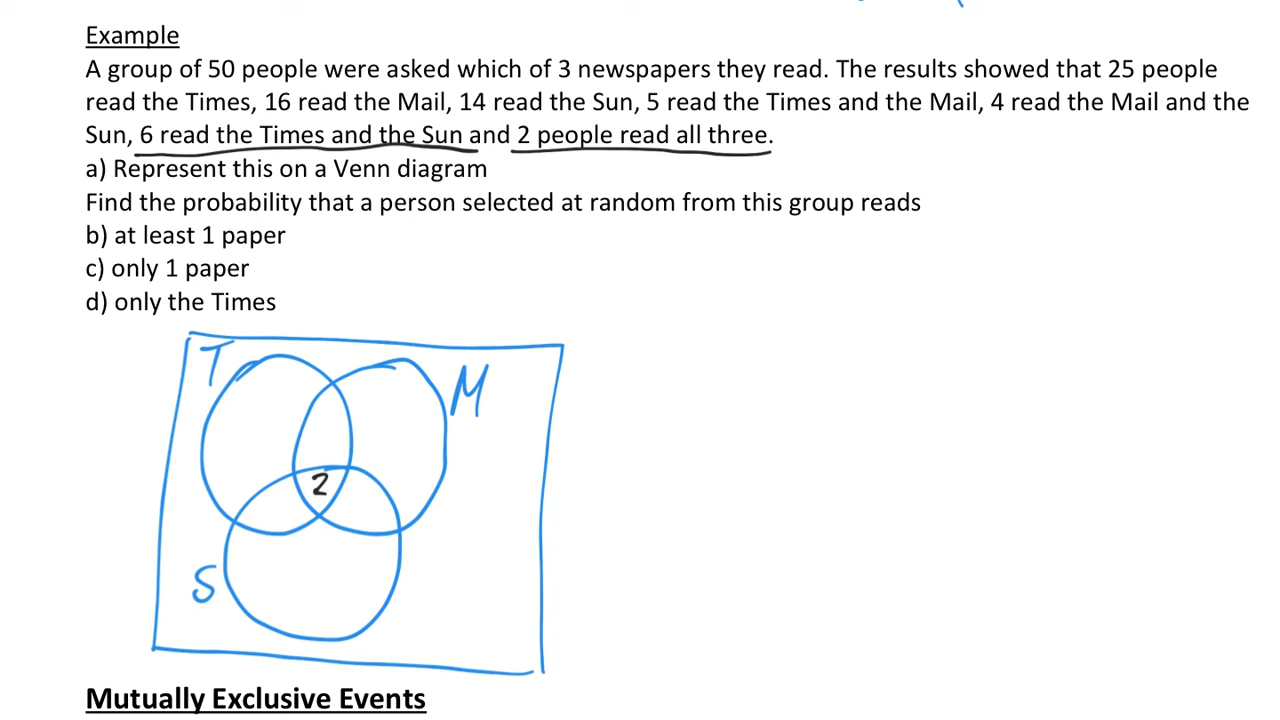 Example
A group of 50 people were asked which of 3 newspapers they read. The results showed that 25 people
read the Times, 16 read the Mail, 14 read the Sun, 5 read the Times and the Mail, 4 read the Mail and the
Sun, 6 read the Times and the Sun and 2 people read all three.
a) Represent this on a Venn diagram
Find the probability that a person selected at random from this group reads
b) at least 1 paper
c) only 1 paper
d) only the Times
T
M
2
S
Mutually Exclusive Events